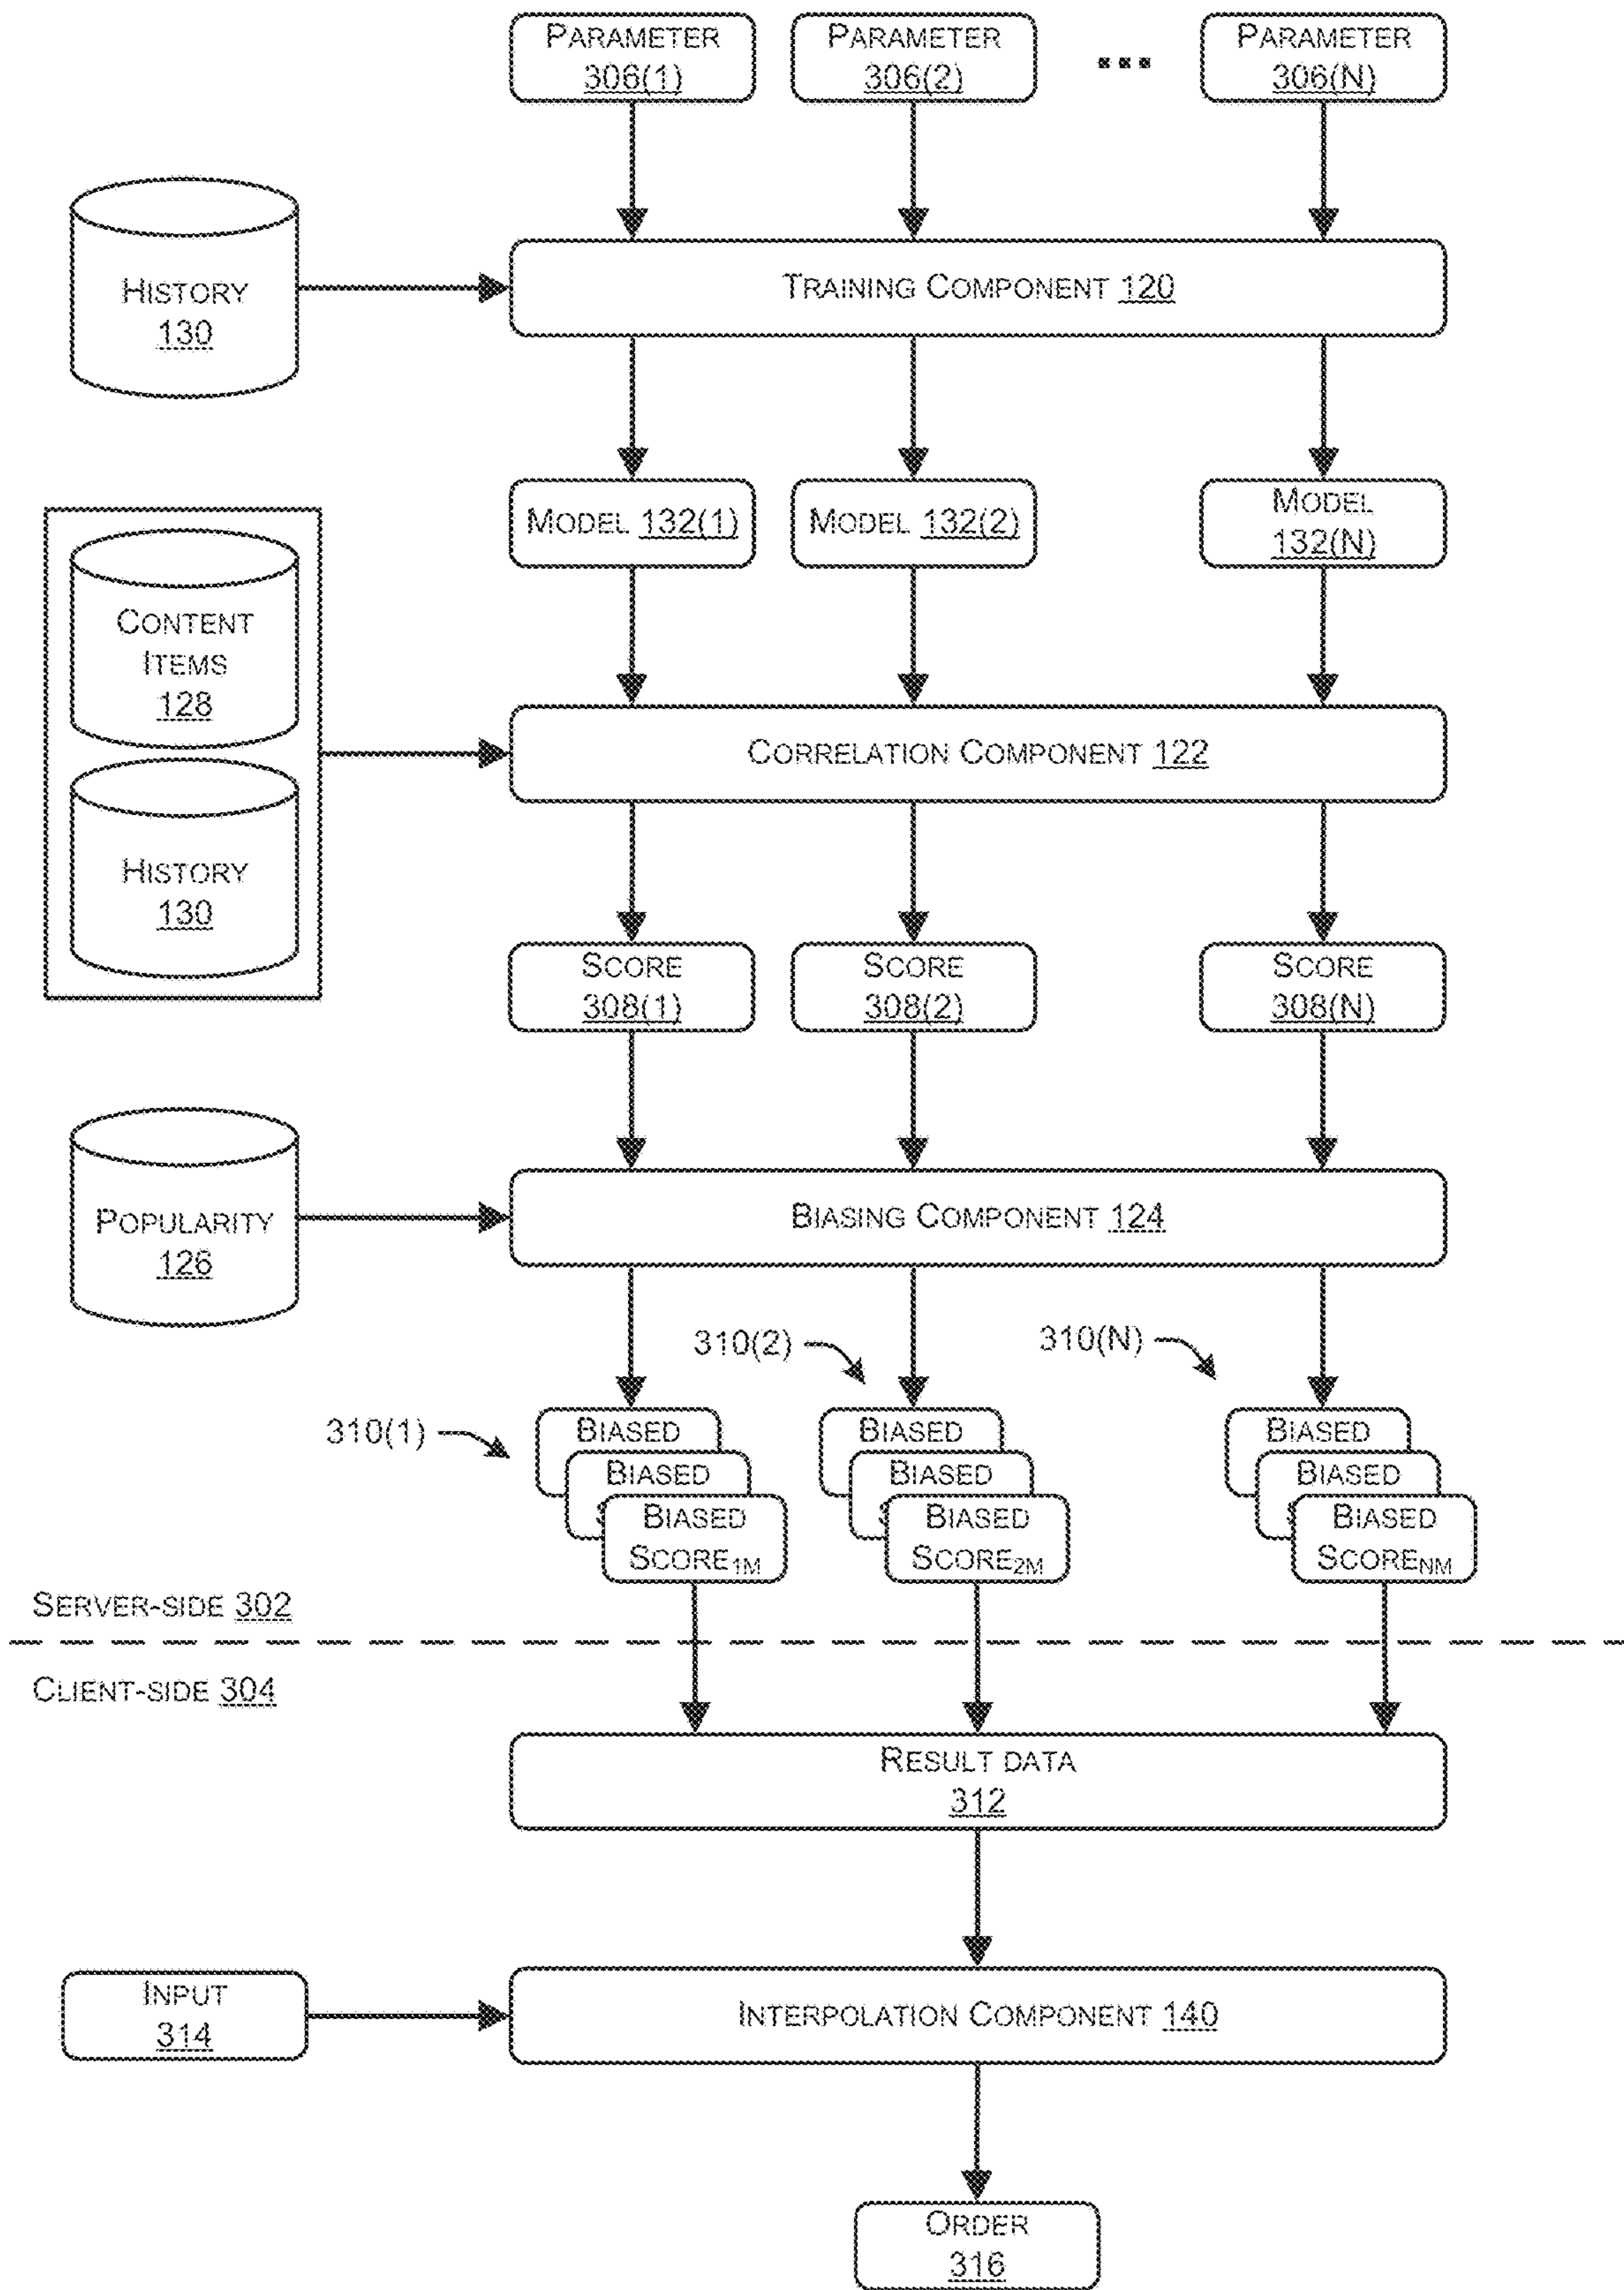 PARAMETER
306(1)
PARAMETER
306(2)
...
PARAMETER
306(N)
HISTORY
130
TRAINING COMPONENT 120
MODEL 132(1)
MODEL 132(2)
MODEL
132(N)
CONTENT
ITEMS
128
HISTORY
130
CORRELATION COMPONENT 122
SCORE
308(1)
SCORE
308(2)
SCORE
308(N)
POPULARITY
126
BIASING COMPONENT 124
310(1)
310(2)
310(N)
BIASED
BIASED
BIASED
SCORE1M
BIASED
BIASED
BIASED
SCORE2M
BIASED
BIASED
BIASED
SCORENM
SERVER-SIDE 302
CLIENT-SIDE 304
RESULT DATA
312
INPUT
314
INTERPOLATION COMPONENT 140
ORDER
316